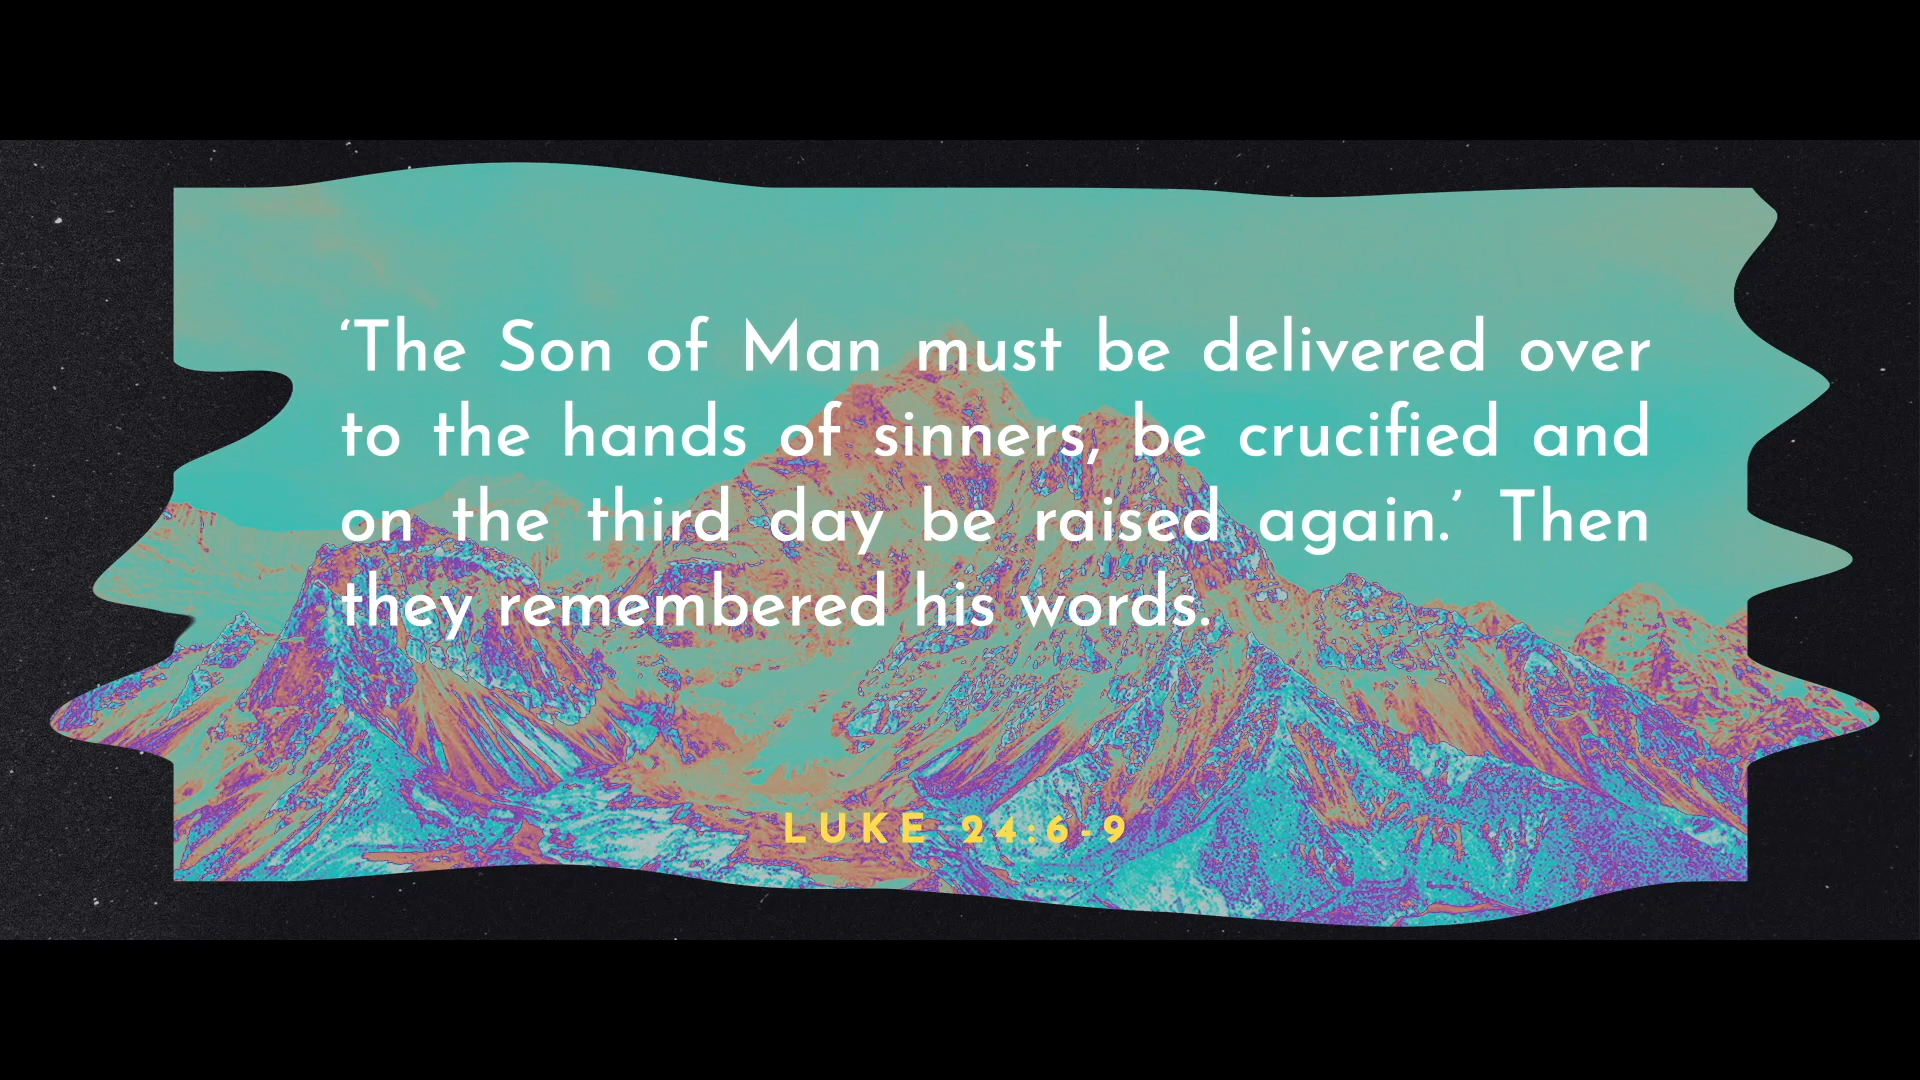 ‘The Son of Man must be delivered over
to the hands of sinners, be crucified and
on the third day be raised again.’ Then
they remembered his words.
LUKE 24:6-9